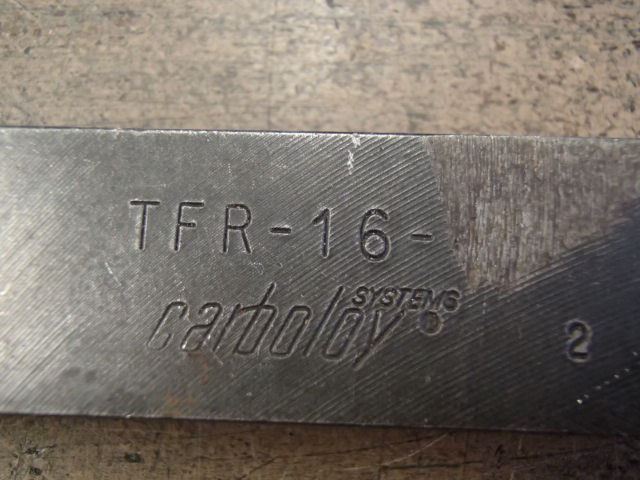 TFR-16-
carboloy SYSTEMS ®
2